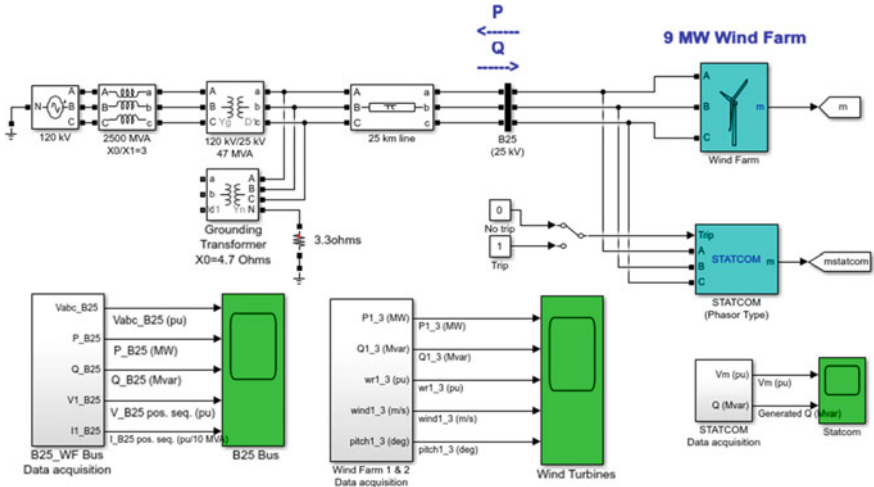 P
Q
9 MW Wind Farm
N
A
B
C
A
B
C
A
B
C
a
b
c
Yg
D1
A
B
C
a
b
c
A
B
C
m
m
120 kV
2500 MVA
X0/X1=3
120 kV/25 kV
47 MVA
25 km line
B25
(25 kV)
Wind Farm
a
b
Id1
Yn
A
B
C
N
Grounding
Transformer
X0=4.7 Ohms
3.3ohms
0
No trip
1
Trip
Trip
A
B
C
STATCOM
m
mstatcom
STATCOM
(Phasor Type)
Vabc_B25
P_B25
Q_B25
V1_B25
I1_B25
Vabc_B25 (pu)
P_B25 (MW)
Q_B25 (Mvar)
V_B25 pos. seq. (pu)
I_B25 pos. seq. (pu/10 MVA)
B25_WF Bus
Data acquisition
B25 Bus
P1_3 (MW)
Q1_3 (Mvar)
wr1_3 (pu)
wind1_3 (m/s)
pitch1_3 (deg)
P1_3 (MW)
Q1_3 (Mvar)
wr1_3 (pu)
wind1_3 (m/s)
pitch1_3 (deg)
Wind Farm 1 & 2
Data acquisition
Wind Turbines
Vm (pu)
Q (Mvar)
Vm (pu)
Generated Q (Mvar)
STATCOM
Data acquisition
Statcom